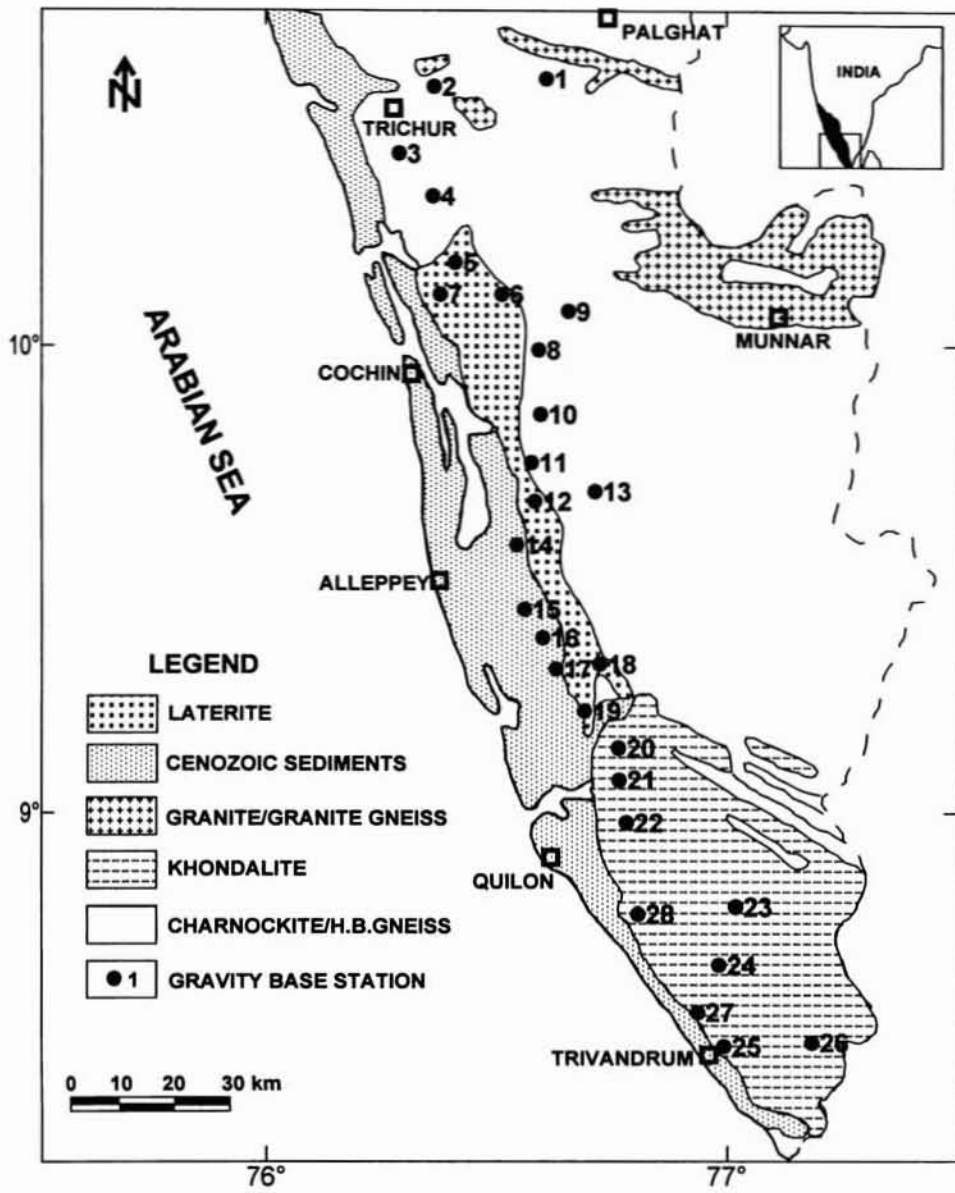 PALGHAT
INDIA
N
1
2
TRICHUR
3
4
5
7
6
9
MUNNAR
10°
8
COCHIN
ARABIAN SEA
10
11
13
12
14
ALLEPPEY
15
16
17
18
19
20
21
9°
22
QUILON
23
28
24
27
TRIVANDRUM
25
26
LEGEND
LATERITE
CENOZOIC SEDIMENTS
GRANITE/GRANITE GNEISS
KHONDALITE
CHARNOCKITE/H.B.GNEISS
1 GRAVITY BASE STATION
0 10 20 30 km
76° 77°